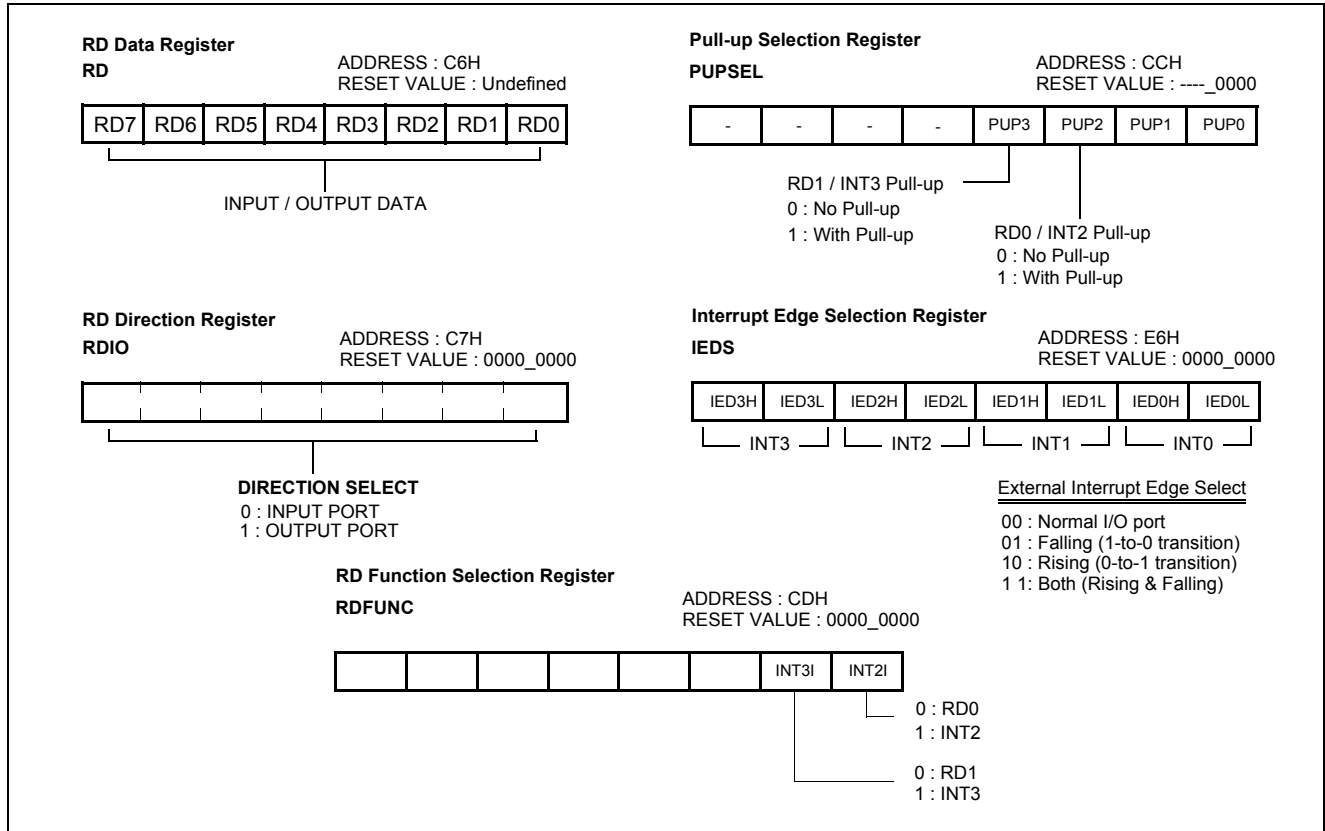 RD Data Register
RD
ADDRESS : C6H
RESET VALUE : Undefined
RD7 RD6 RD5 RD4 RD3 RD2 RD1 RD0
INPUT / OUTPUT DATA
Pull-up Selection Register
PUPSEL
ADDRESS : CCH
RESET VALUE : ----_0000
- - - - PUP3 PUP2 PUP1 PUP0
RD1 / INT3 Pull-up
0 : No Pull-up
1 : With Pull-up
RD0 / INT2 Pull-up
0 : No Pull-up
1 : With Pull-up
RD Direction Register
RDIO
ADDRESS : C7H
RESET VALUE : 0000_0000
DIRECTION SELECT
0 : INPUT PORT
1 : OUTPUT PORT
Interrupt Edge Selection Register
IEDS
ADDRESS : E6H
RESET VALUE : 0000_0000
IED3H IED3L IED2H IED2L IED1H IED1L IED0H IED0L
INT3 INT2 INT1 INT0
External Interrupt Edge Select
00 : Normal I/O port
01 : Falling (1-to-0 transition)
10 : Rising (0-to-1 transition)
1 1: Both (Rising & Falling)
RD Function Selection Register
RDFUNC
ADDRESS : CDH
RESET VALUE : 0000_0000
INT3I INT2I
0 : RD0
1 : INT2
0 : RD1
1 : INT3